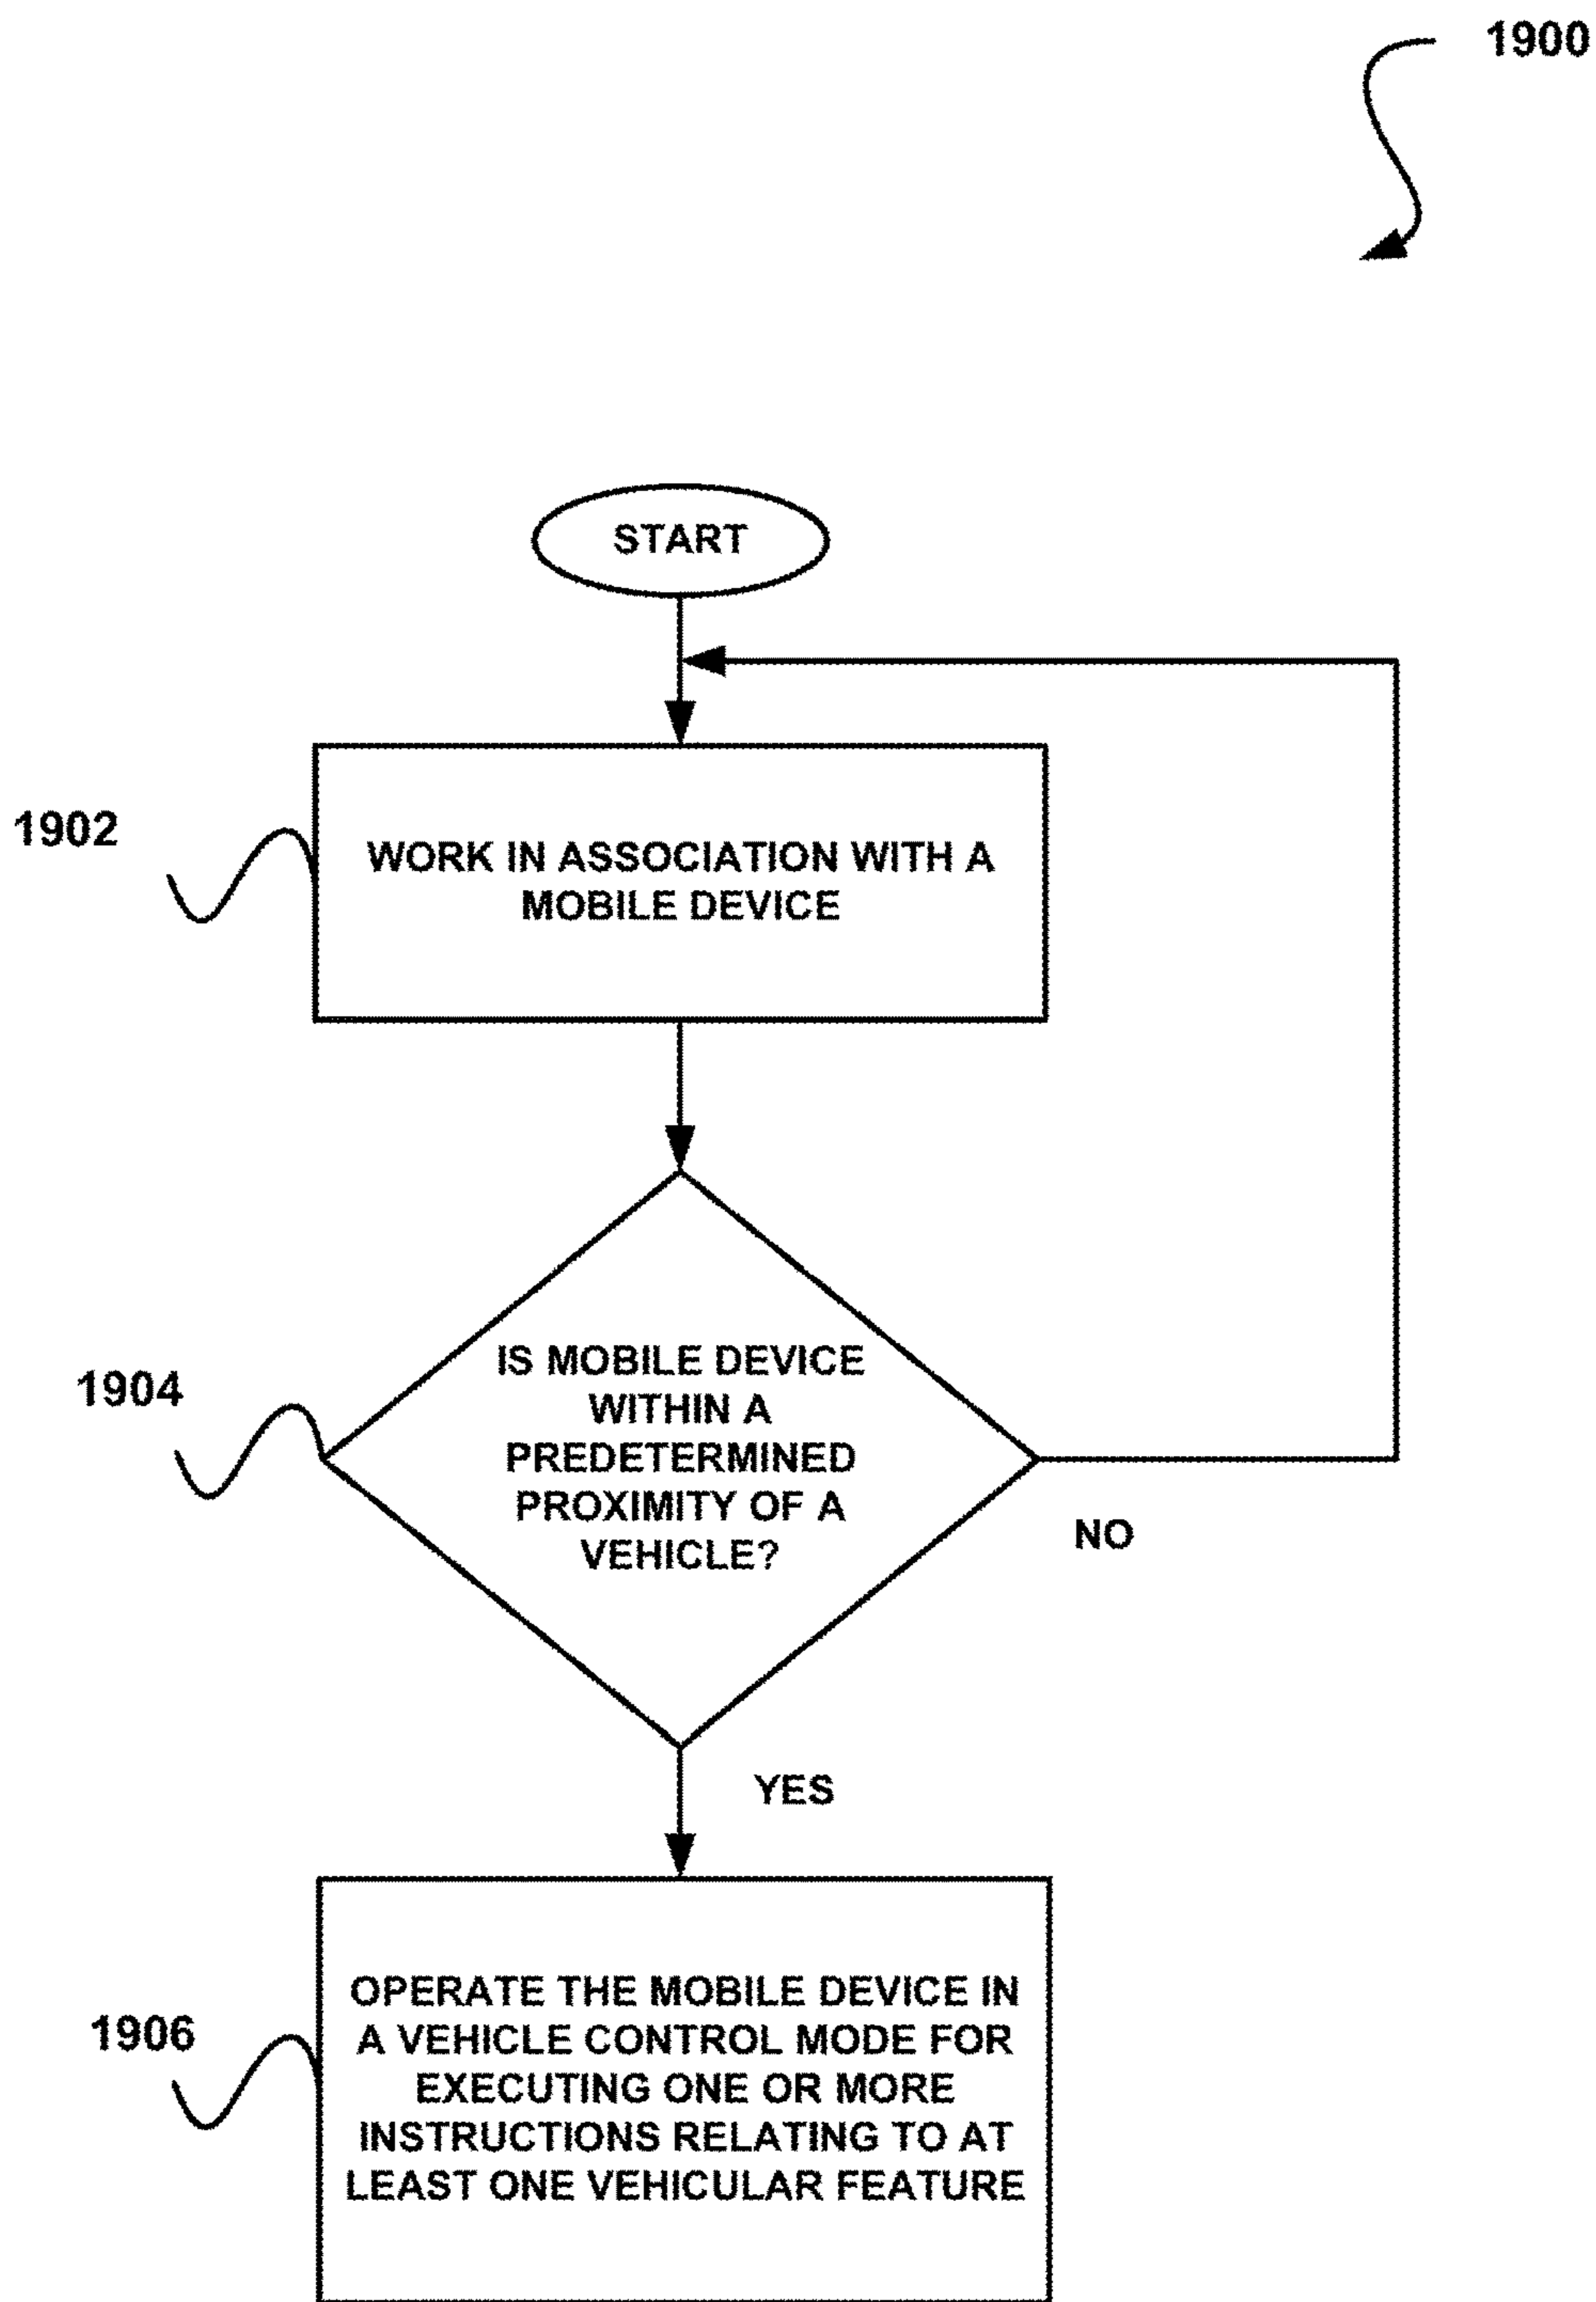 1900
START
1902
WORK IN ASSOCIATION WITH A
MOBILE DEVICE
1904
IS MOBILE DEVICE
WITHIN A
PREDETERMINED
PROXIMITY OF A
VEHICLE?
NO
YES
1906
OPERATE THE MOBILE DEVICE IN
A VEHICLE CONTROL MODE FOR
EXECUTING ONE OR MORE
INSTRUCTIONS RELATING TO AT
LEAST ONE VEHICULAR FEATURE